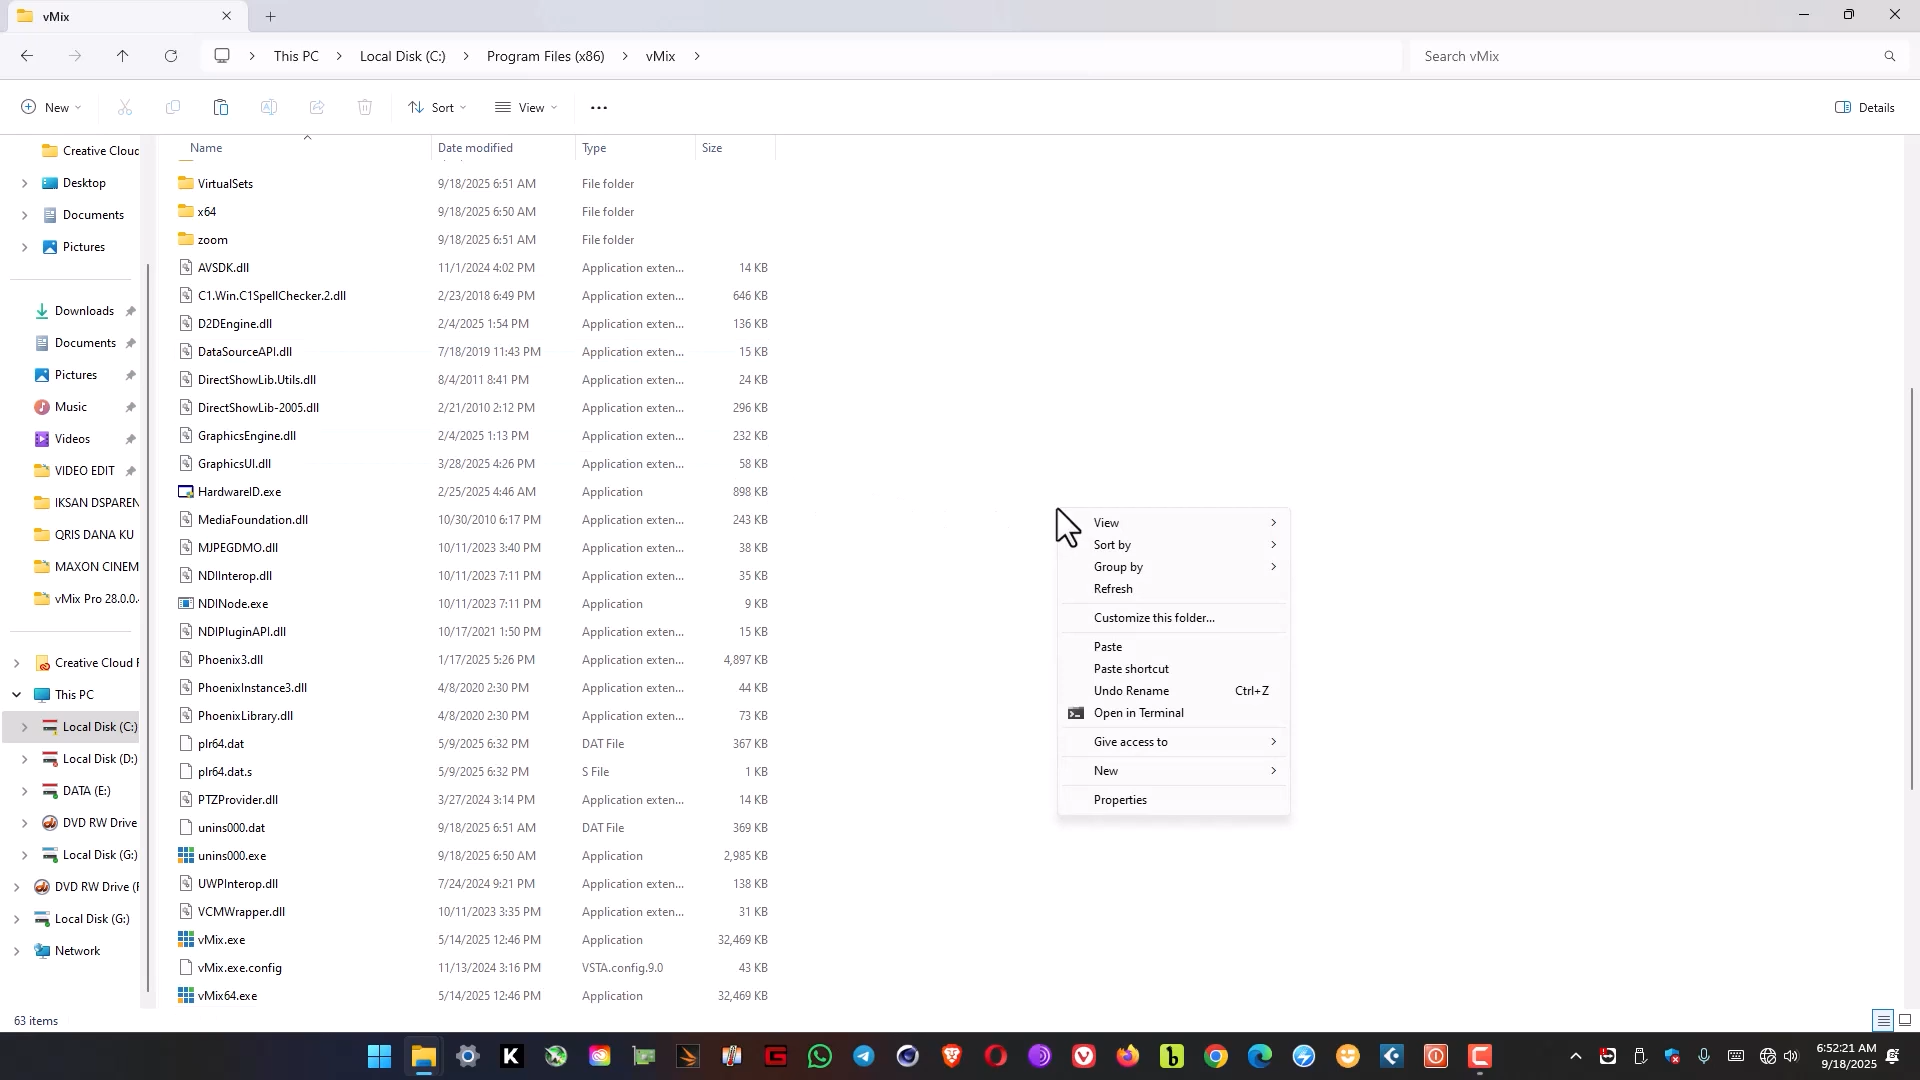 vMix
This PC
Local Disk (C:)
Program Files (x86)
vMix
Search vMix
New
Sort
View
Details
Name
Date modified
Type
Size
Creative Cloud
Desktop
Documents
Pictures
Downloads
Documents
Pictures
Music
Videos
VIDEO EDIT
IKSAN DSPAREN
QRIS DANA KU
MAXON CINEM
vMix Pro 28.0.0.
Creative Cloud F
This PC
Local Disk (C:)
Local Disk (D:)
DATA (E:)
DVD RW Drive
Local Disk (G:)
DVD RW Drive (F
Local Disk (G:)
Network
VirtualSets 9/18/2025 6:51 AM File folder
x64 9/18/2025 6:50 AM File folder
zoom 9/18/2025 6:51 AM File folder
AVSDK.dll 11/1/2024 4:02 PM Application exten... 14 KB
C1.Win.C1SpellChecker.2.dll 2/23/2018 6:49 PM Application exten... 646 KB
D2DEngine.dll 2/4/2025 1:54 PM Application exten... 136 KB
DataSourceAPI.dll 7/18/2019 11:43 PM Application exten... 15 KB
DirectShowLib.Utils.dll 8/4/2011 8:41 PM Application exten... 24 KB
DirectShowLib-2005.dll 2/21/2010 2:12 PM Application exten... 296 KB
GraphicsEngine.dll 2/4/2025 1:13 PM Application exten... 232 KB
GraphicsUI.dll 3/28/2025 4:26 PM Application exten... 58 KB
HardwareID.exe 2/25/2025 4:46 AM Application 898 KB
MediaFoundation.dll 10/30/2010 6:17 PM Application exten... 243 KB
MJPEGDMO.dll 10/11/2023 3:40 PM Application exten... 38 KB
NDIInterop.dll 10/11/2023 7:11 PM Application exten... 35 KB
NDINode.exe 10/11/2023 7:11 PM Application 9 KB
NDIPluginAPI.dll 10/17/2021 1:50 PM Application exten... 15 KB
Phoenix3.dll 1/17/2025 5:26 PM Application exten... 4,897 KB
PhoenixInstance3.dll 4/8/2020 2:30 PM Application exten... 44 KB
PhoenixLibrary.dll 4/8/2020 2:30 PM Application exten... 73 KB
plr64.dat 5/9/2025 6:32 PM DAT File 367 KB
plr64.dat.s 5/9/2025 6:32 PM S File 1 KB
PTZProvider.dll 3/27/2024 3:14 PM Application exten... 14 KB
unins000.dat 9/18/2025 6:51 AM DAT File 369 KB
unins000.exe 9/18/2025 6:50 AM Application 2,985 KB
UWPInterop.dll 7/24/2024 9:21 PM Application exten... 138 KB
VCMWrapper.dll 10/11/2023 3:35 PM Application exten... 31 KB
vMix.exe 5/14/2025 12:46 PM Application 32,469 KB
vMix.exe.config 11/13/2024 3:16 PM VSTA.config.9.0 43 KB
vMix64.exe 5/14/2025 12:46 PM Application 32,469 KB
View
Sort by
Group by
Refresh
Customize this folder...
Paste
Paste shortcut
Undo Rename Ctrl+Z
Open in Terminal
Give access to
New
Properties
63 items
6:52:21 AM
9/18/2025